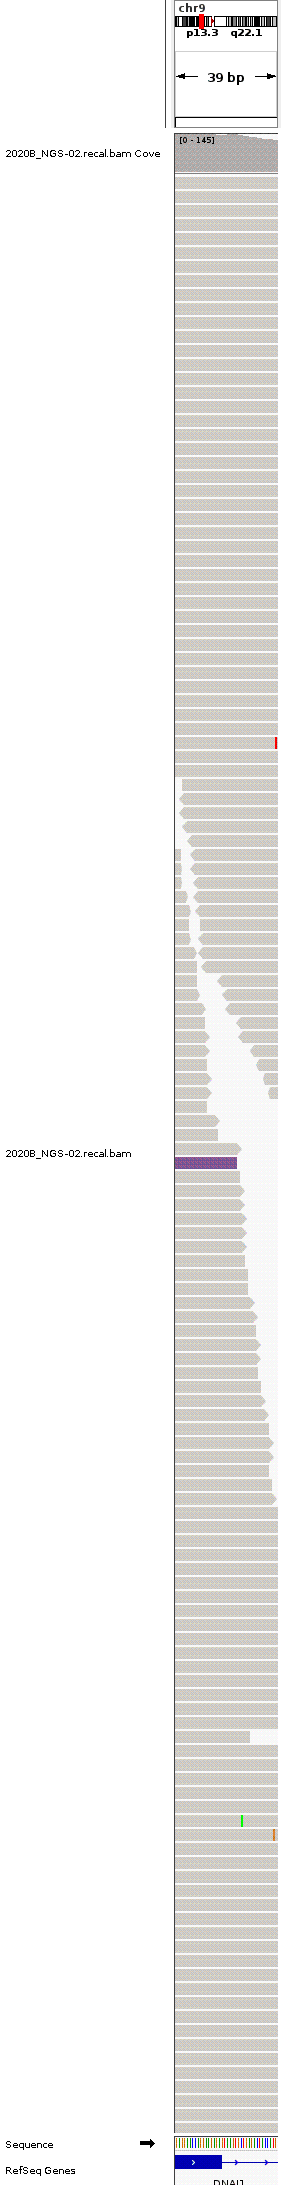 chr9
p13.3 q22.1
39 bp
[0 - 145]
2020B_NGS-02.recal.bam Cove
2020B_NGS-02.recal.bam
Sequence
RefSeq Genes
DNAI1